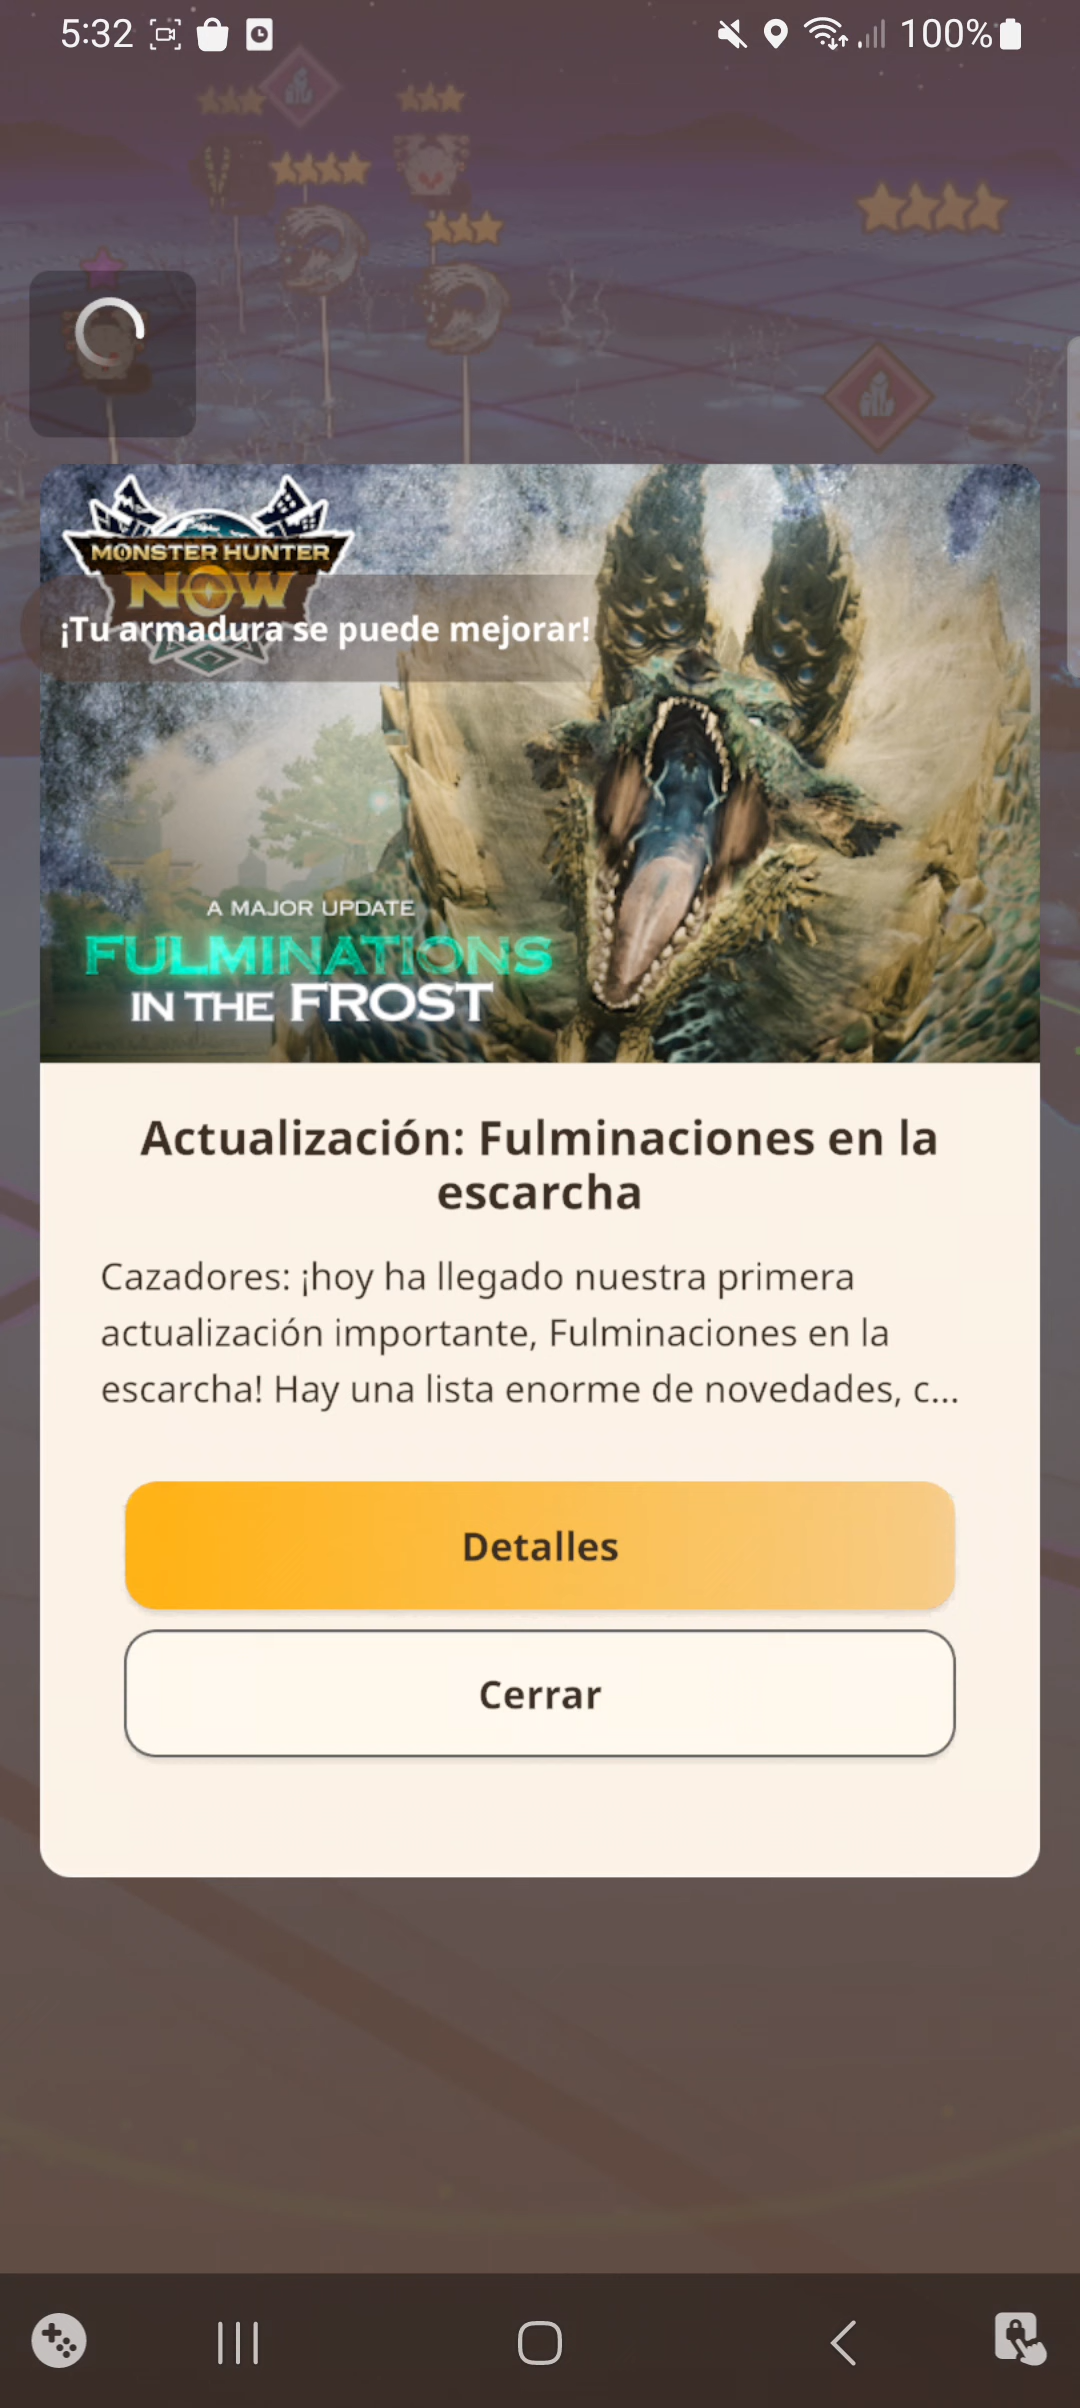 5:32
100%
MONSTER HUNTER
NOW
¡Tu armadura se puede mejorar!
A MAJOR UPDATE
FULMINATIONS
IN THE FROST
Actualización: Fulminaciones en la
escarcha
Cazadores: ¡hoy ha llegado nuestra primera
actualización importante, Fulminaciones en la
escarcha! Hay una lista enorme de novedades, c...
Detalles
Cerrar